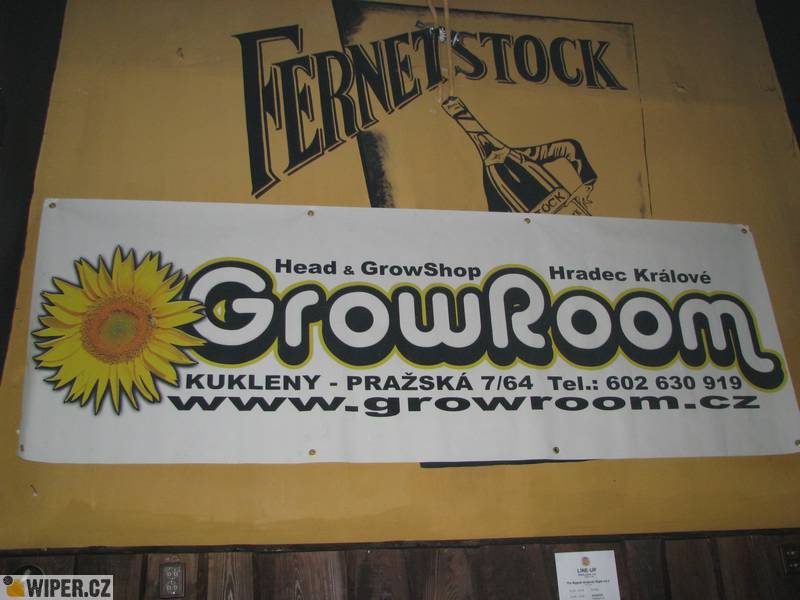 FERNET STOCK
STOCK
Head & GrowShop Hradec Králové
GrowRoom
KUKLENY - PRAŽSKÁ 7/64 Tel.: 602 630 919
www.growroom.cz
LINE-UP
WIPER.CZ